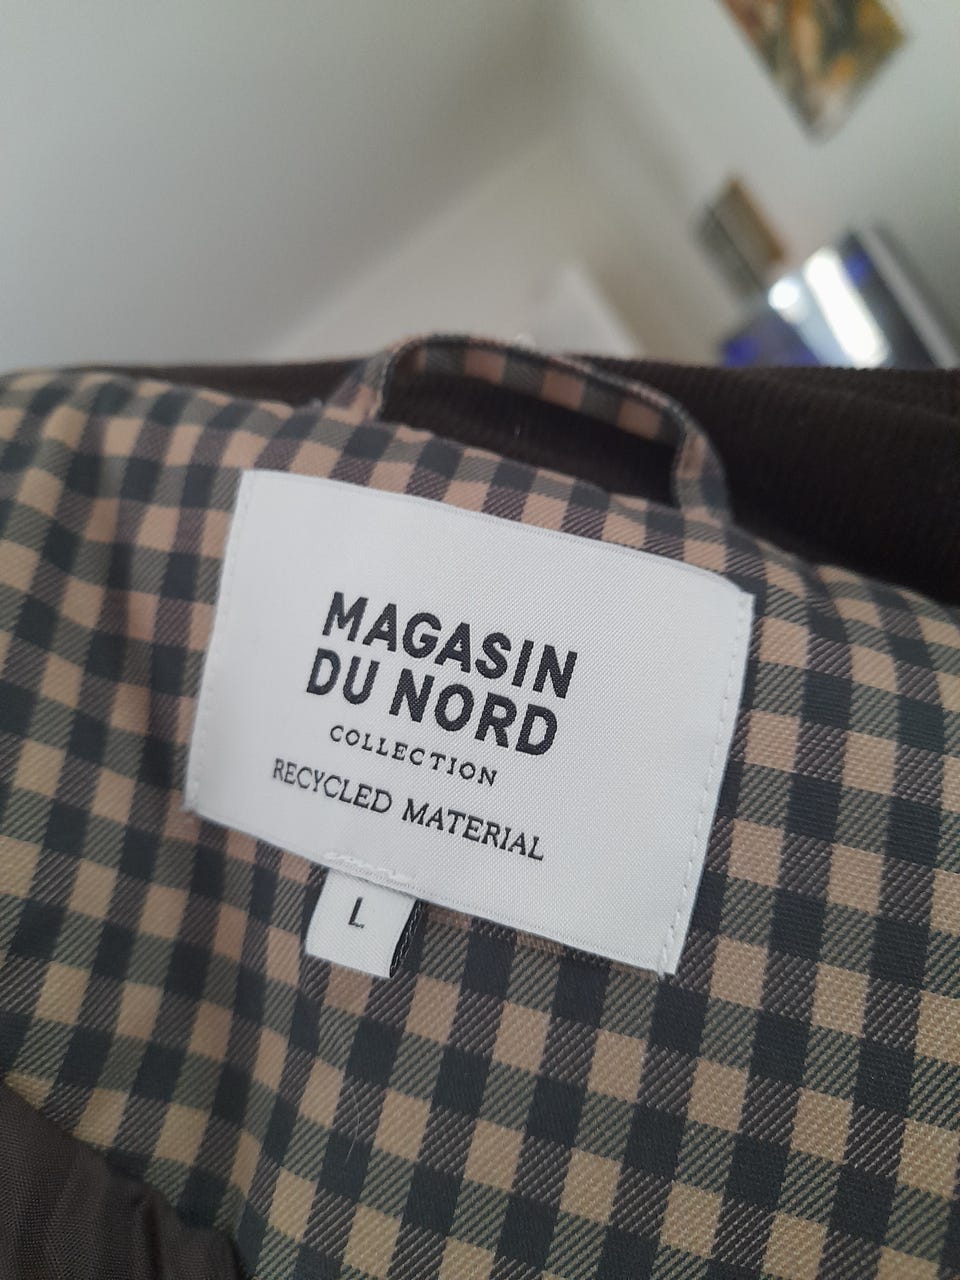 MAGASIN
DU NORD
COLLECTION
RECYCLED MATERIAL
L